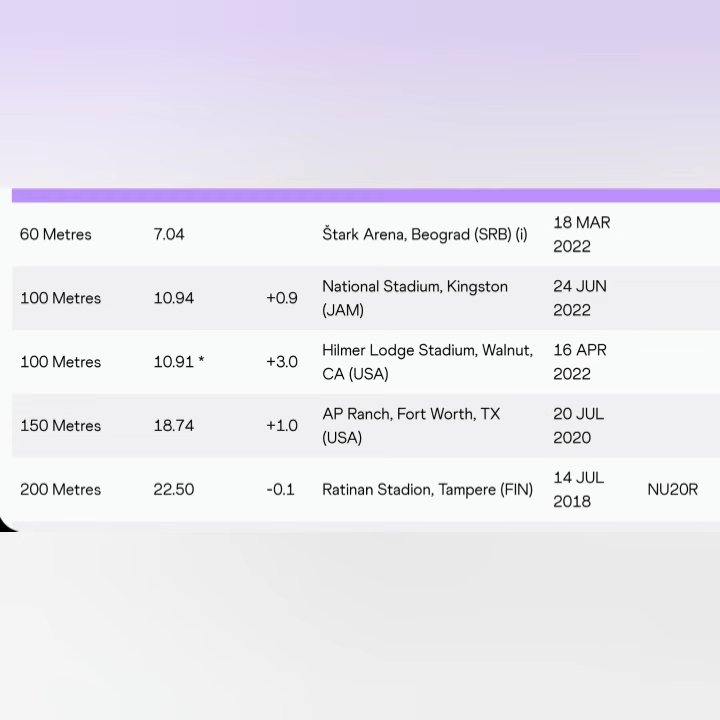 60 Metres 7.04 Štark Arena, Beograd (SRB) (i) 18 MAR
2022
100 Metres 10.94 +0.9 National Stadium, Kingston
(JAM) 24 JUN
2022
100 Metres 10.91 * +3.0 Hilmer Lodge Stadium, Walnut,
CA (USA) 16 APR
2022
150 Metres 18.74 +1.0 AP Ranch, Fort Worth, TX
(USA) 20 JUL
2020
200 Metres 22.50 -0.1 Ratinan Stadion, Tampere (FIN) 14 JUL
2018 NU20R